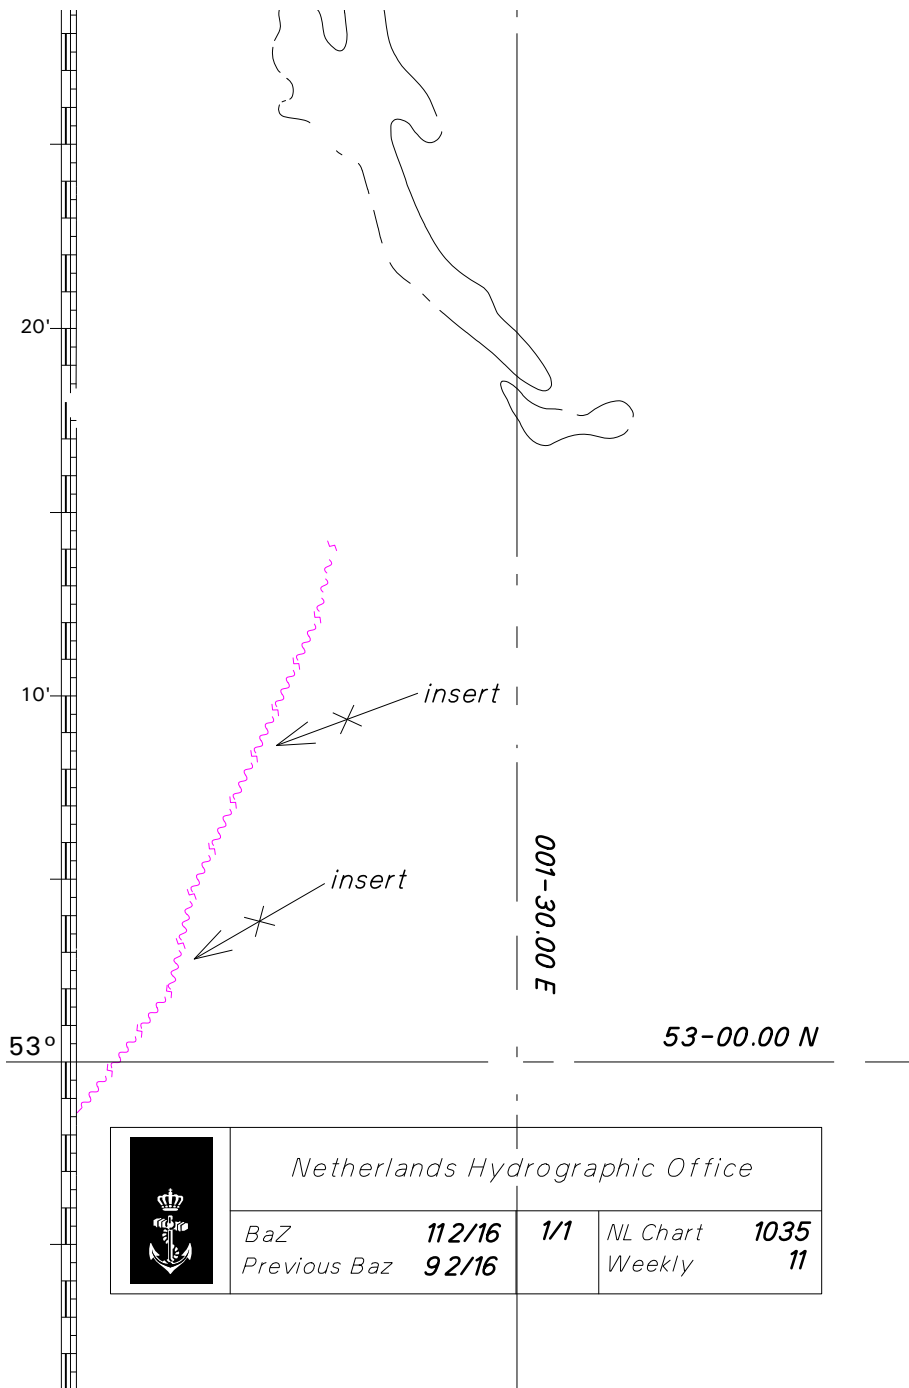 20'
10'
insert
insert
001-30.00 E
53°
53-00.00 N
Netherlands Hydrographic Office
BaZ 11 2/16 1/1 NL Chart 1035
Previous Baz 9 2/16 Weekly 11